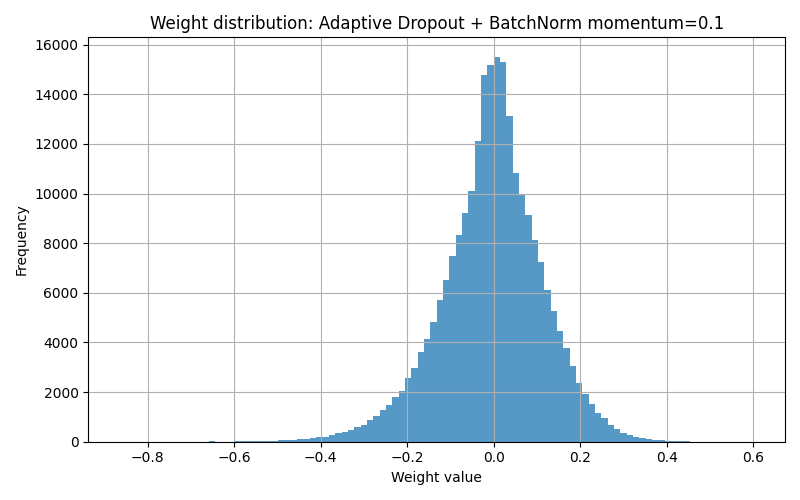 Weight distribution: Adaptive Dropout + BatchNorm momentum=0.1
16000
14000
12000
10000
8000
6000
4000
2000
0
Frequency
−0.8 −0.6 −0.4 −0.2 0.0 0.2 0.4 0.6
Weight value